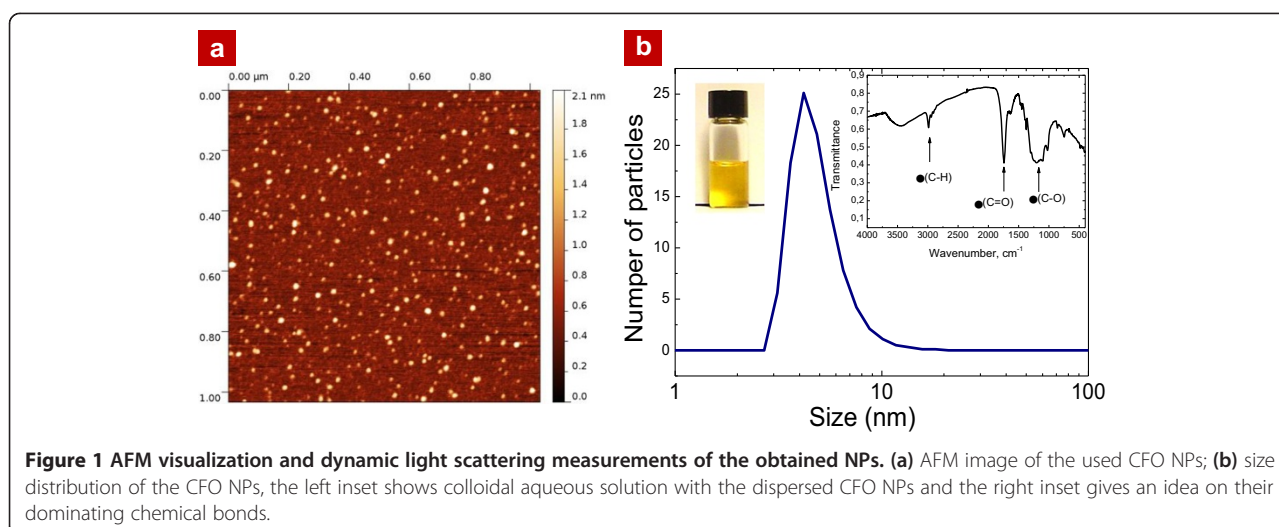 a
0.00 µm 0.20 0.40 0.60 0.80
0.00
0.20
0.40
0.60
0.80
1.00
2.1 nm
1.8
1.6
1.4
1.2
1.0
0.8
0.6
0.4
0.2
0.0
b
Numper of particles
25
20
15
10
5
0
1 10 100
Size (nm)
Transmittance
0,9
0,8
0,7
0,6
0,5
0,4
0,3
0,2
0,1
●(C-H)
●(C=O)
●(C-O)
4000 3500 3000 2500 2000 1500 1000 500
Wavenumber, cm⁻¹
Figure 1 AFM visualization and dynamic light scattering measurements of the obtained NPs. (a) AFM image of the used CFO NPs; (b) size
distribution of the CFO NPs, the left inset shows colloidal aqueous solution with the dispersed CFO NPs and the right inset gives an idea on their
dominating chemical bonds.